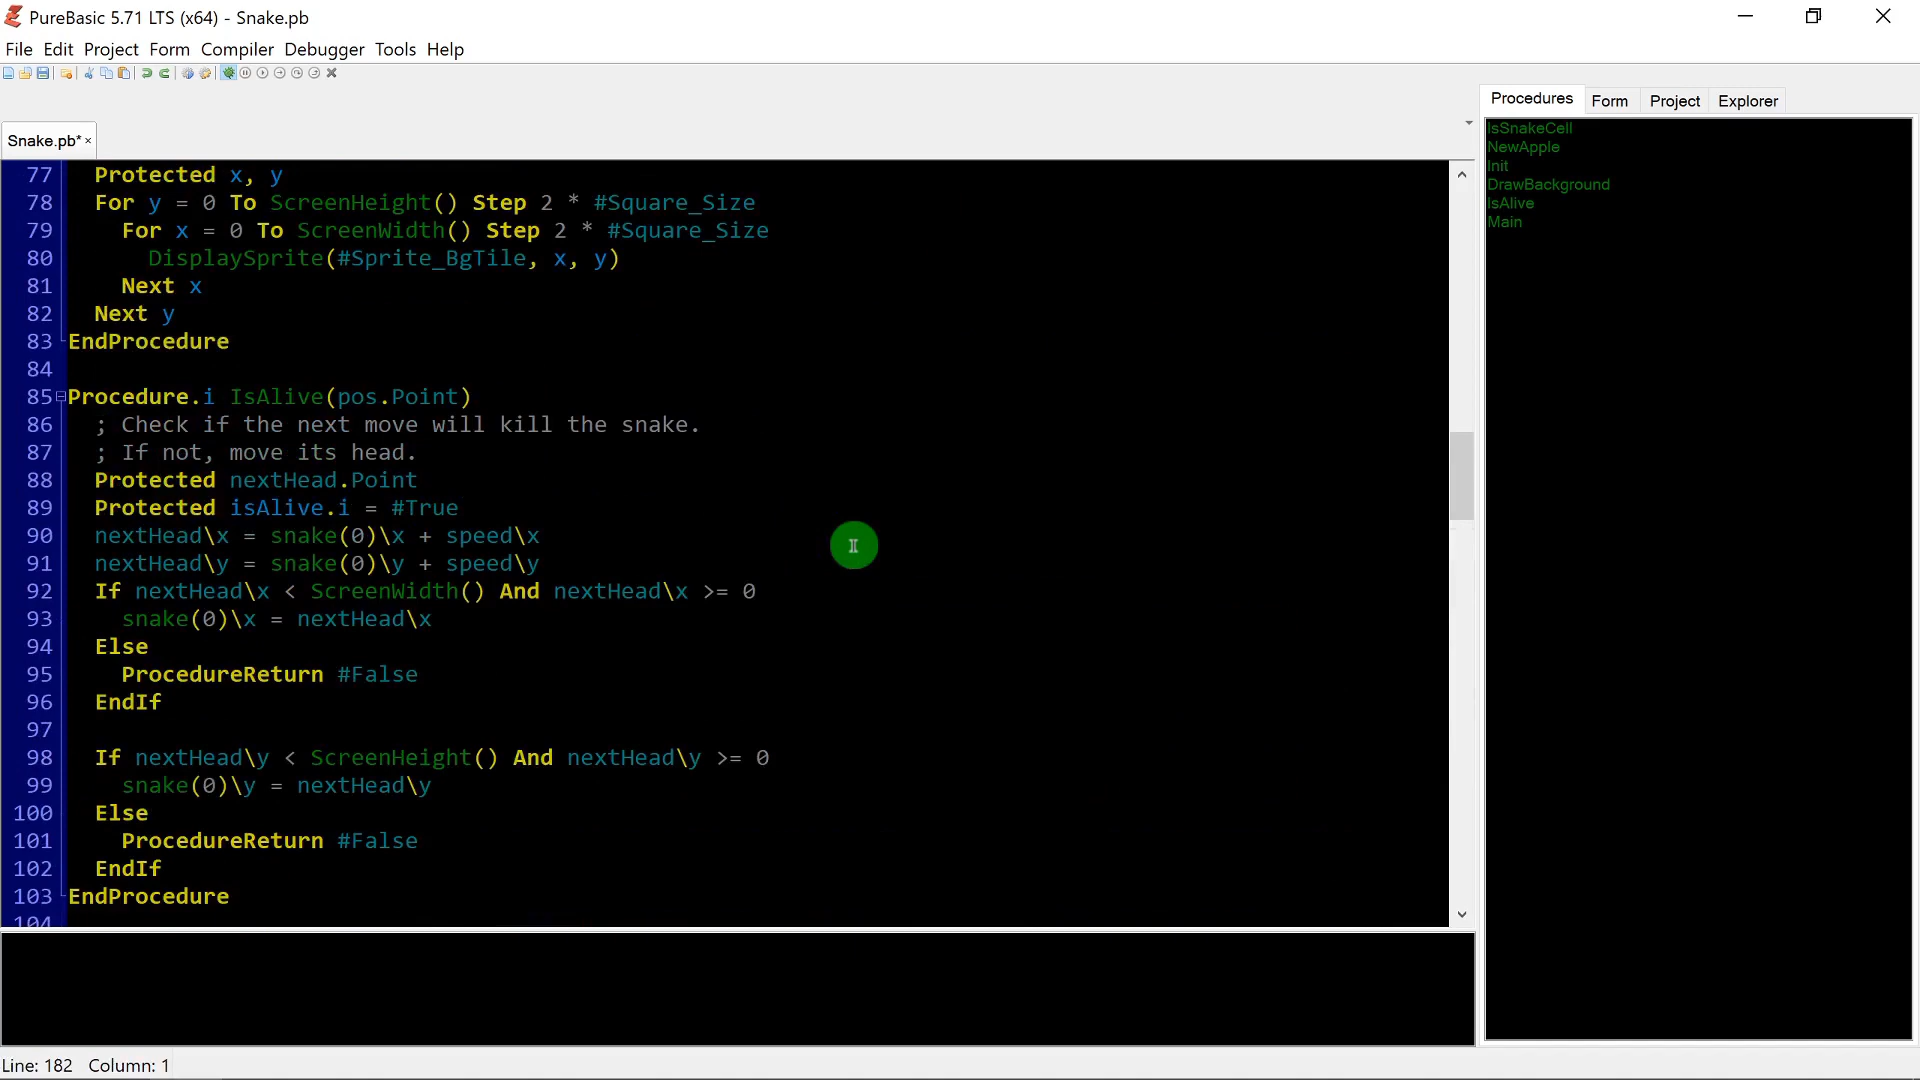 PureBasic 5.71 LTS (x64) - Snake.pb
File Edit Project Form Compiler Debugger Tools Help
Procedures Form Project Explorer
Snake.pb*
77 Protected x, y
78 For y = 0 To ScreenHeight() Step 2 * #Square_Size
79 For x = 0 To ScreenWidth() Step 2 * #Square_Size
80 DisplaySprite(#Sprite_BgTile, x, y)
81 Next x
82 Next y
83 EndProcedure
84
85 Procedure.i IsAlive(pos.Point)
86 ; Check if the next move will kill the snake.
87 ; If not, move its head.
88 Protected nextHead.Point
89 Protected isAlive.i = #True
90 nextHead\x = snake(0)\x + speed\x
91 nextHead\y = snake(0)\y + speed\y
92 If nextHead\x < ScreenWidth() And nextHead\x >= 0
93 snake(0)\x = nextHead\x
94 Else
95 ProcedureReturn #False
96 EndIf
97
98 If nextHead\y < ScreenHeight() And nextHead\y >= 0
99 snake(0)\y = nextHead\y
100 Else
101 ProcedureReturn #False
102 EndIf
103 EndProcedure
104
IsSnakeCell
NewApple
Init
DrawBackground
IsAlive
Main
Line: 182 Column: 1